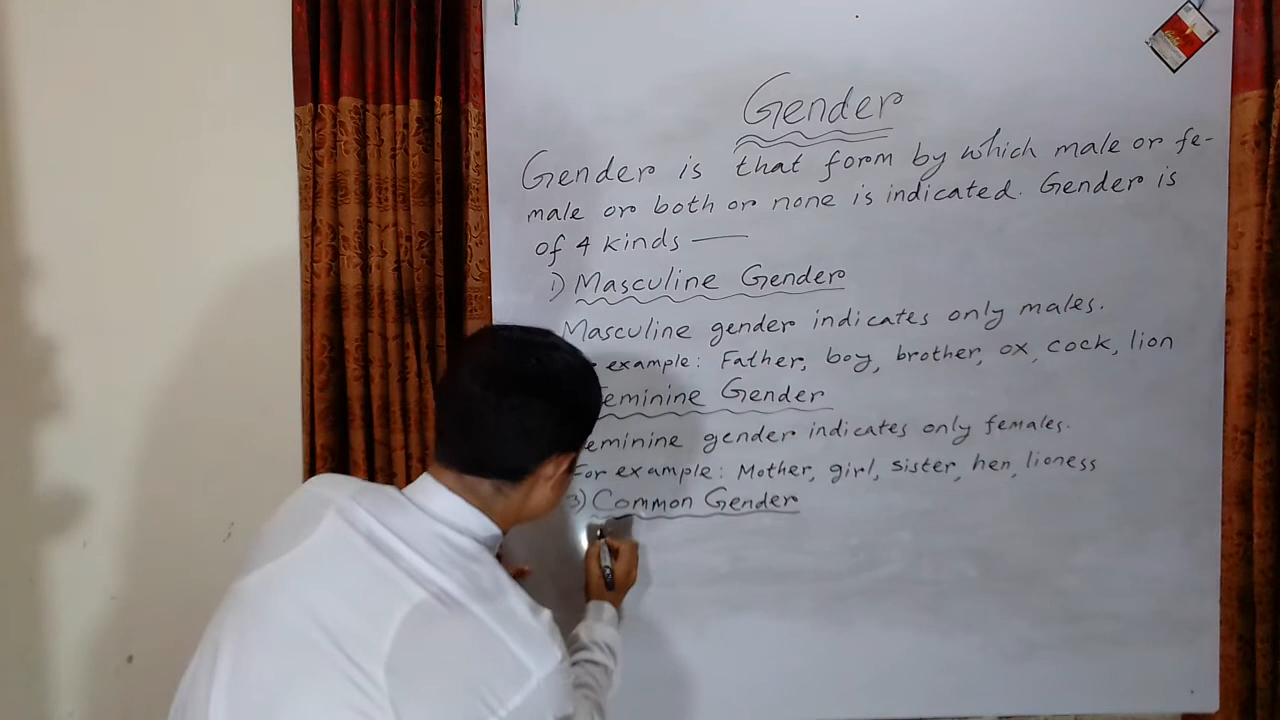 Gender
Gender is that form by which male or fe-
male or both or none is indicated. Gender is
of 4 kinds —
1) Masculine Gender
Masculine gender indicates only males.
example: Father, boy, brother, ox, cock, lion
Feminine Gender
Feminine gender indicates only females.
For example: Mother, girl, sister, hen, lioness
3) Common Gender